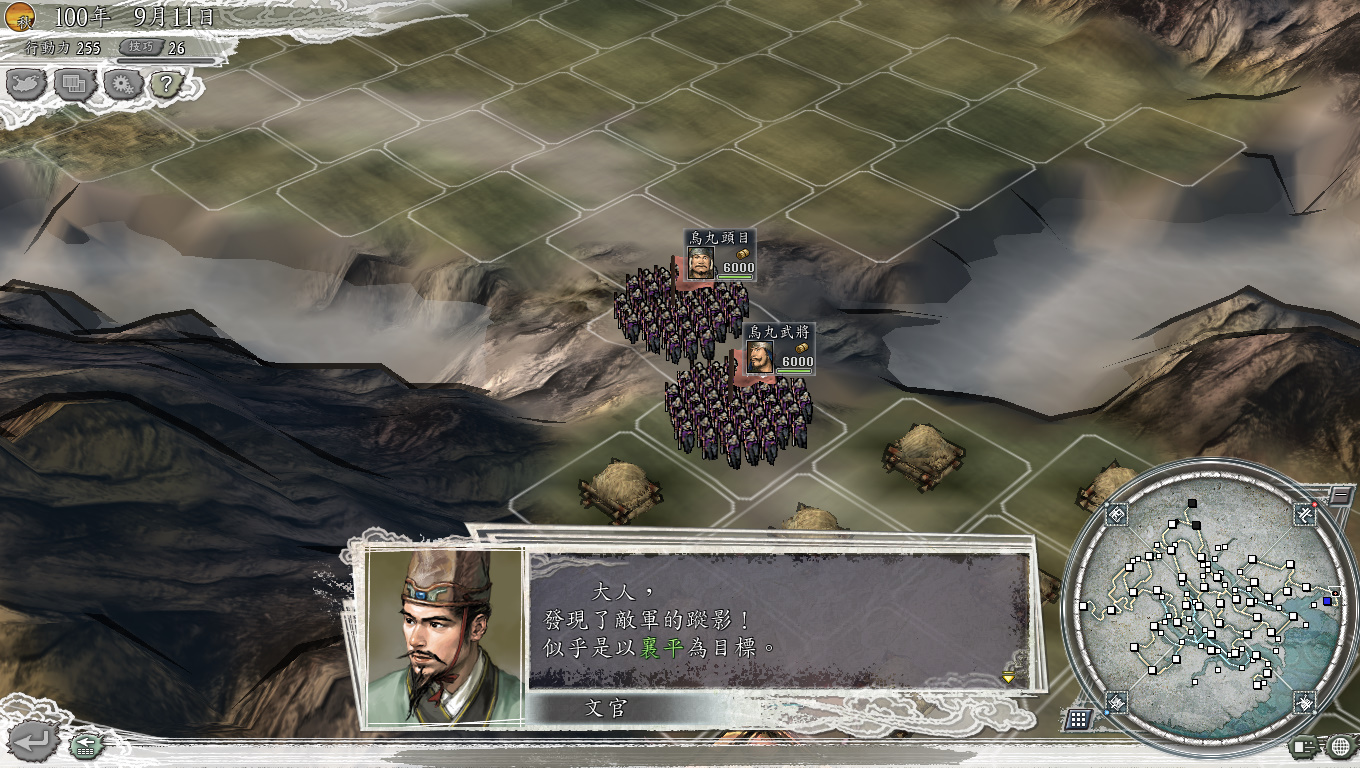 秋 100年 9月11日
行動力 255 技巧 26
?
烏丸頭目
6000
烏丸武將
6000
大人，
發現了敵軍的蹤影！
似乎是以襄平為目標。
文官